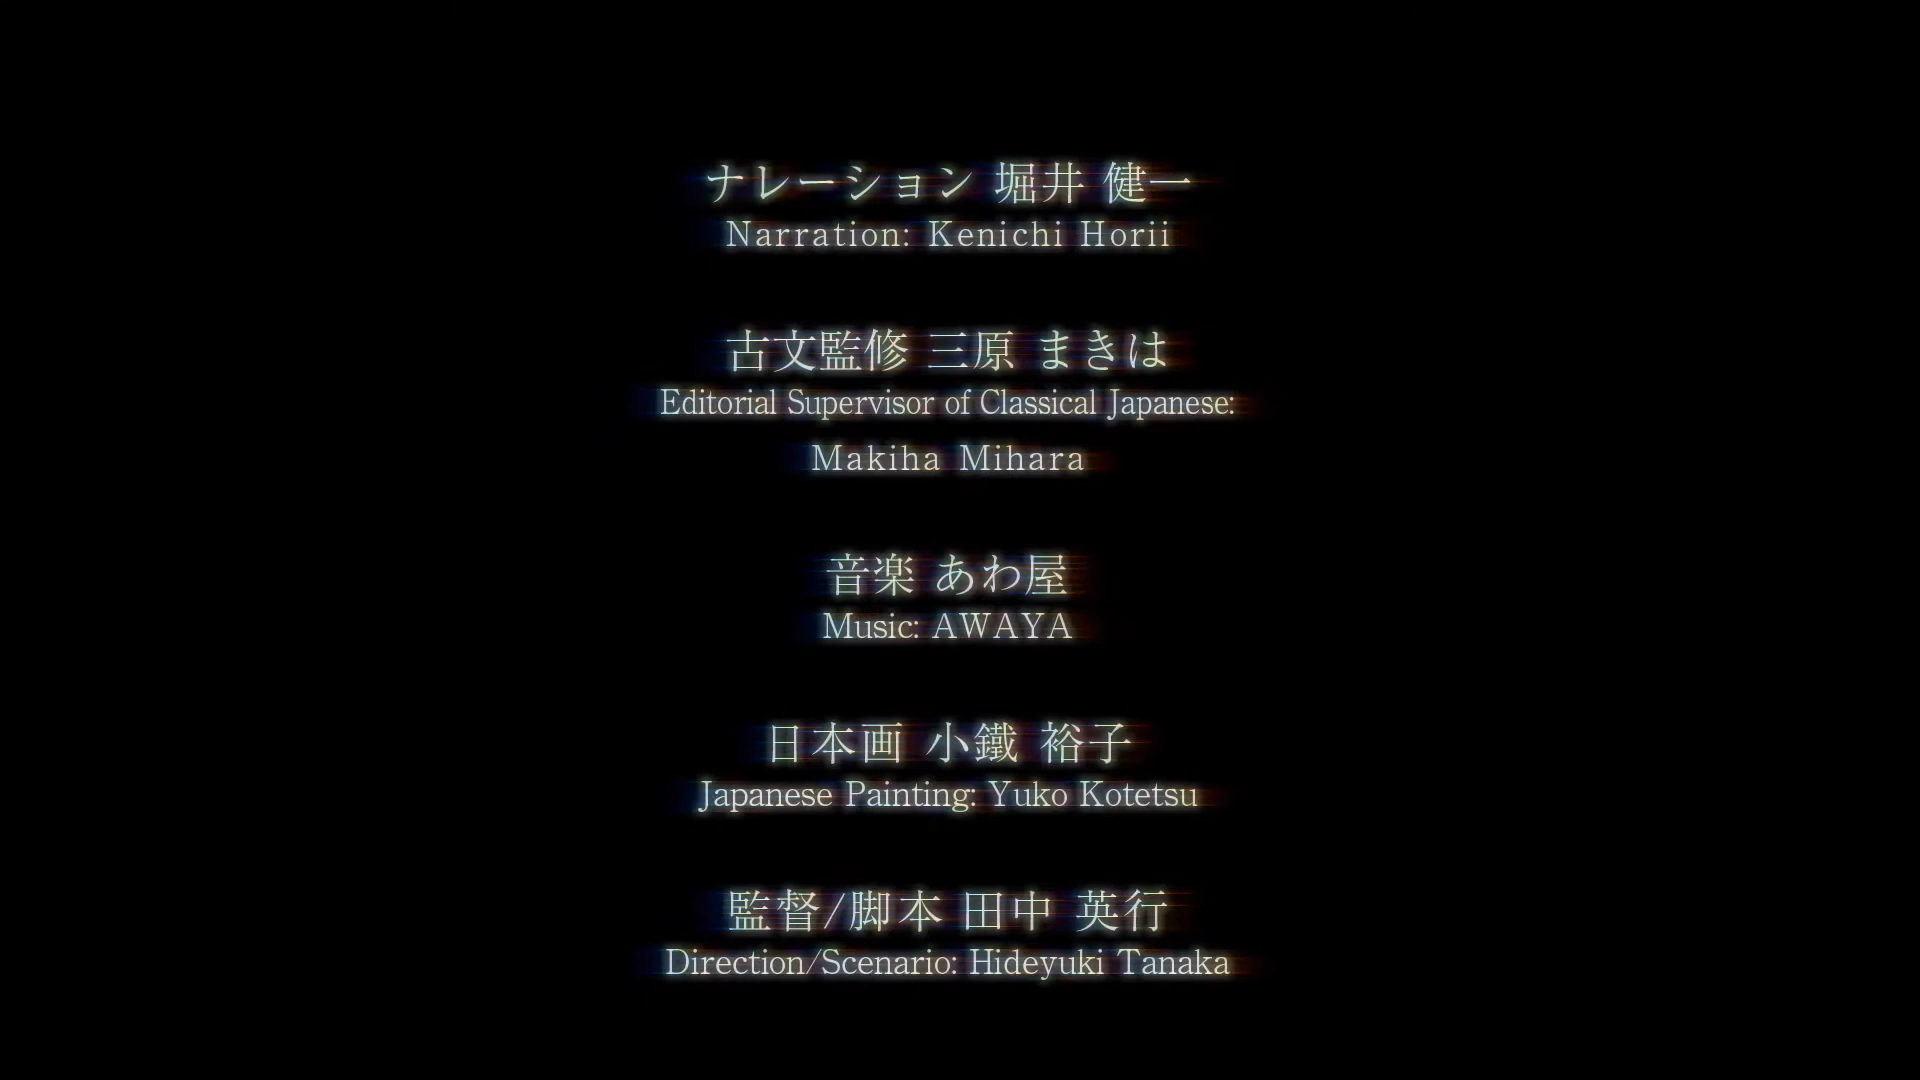 ナレーション 堀井 健一
Narration: Kenichi Horii
古文監修 三原 まきは
Editorial Supervisor of Classical Japanese:
Makiha Mihara
音楽 あわ屋
Music: AWAYA
日本画 小鐵 裕子
Japanese Painting: Yuko Kotetsu
監督/脚本 田中 英行
Direction/Scenario: Hideyuki Tanaka